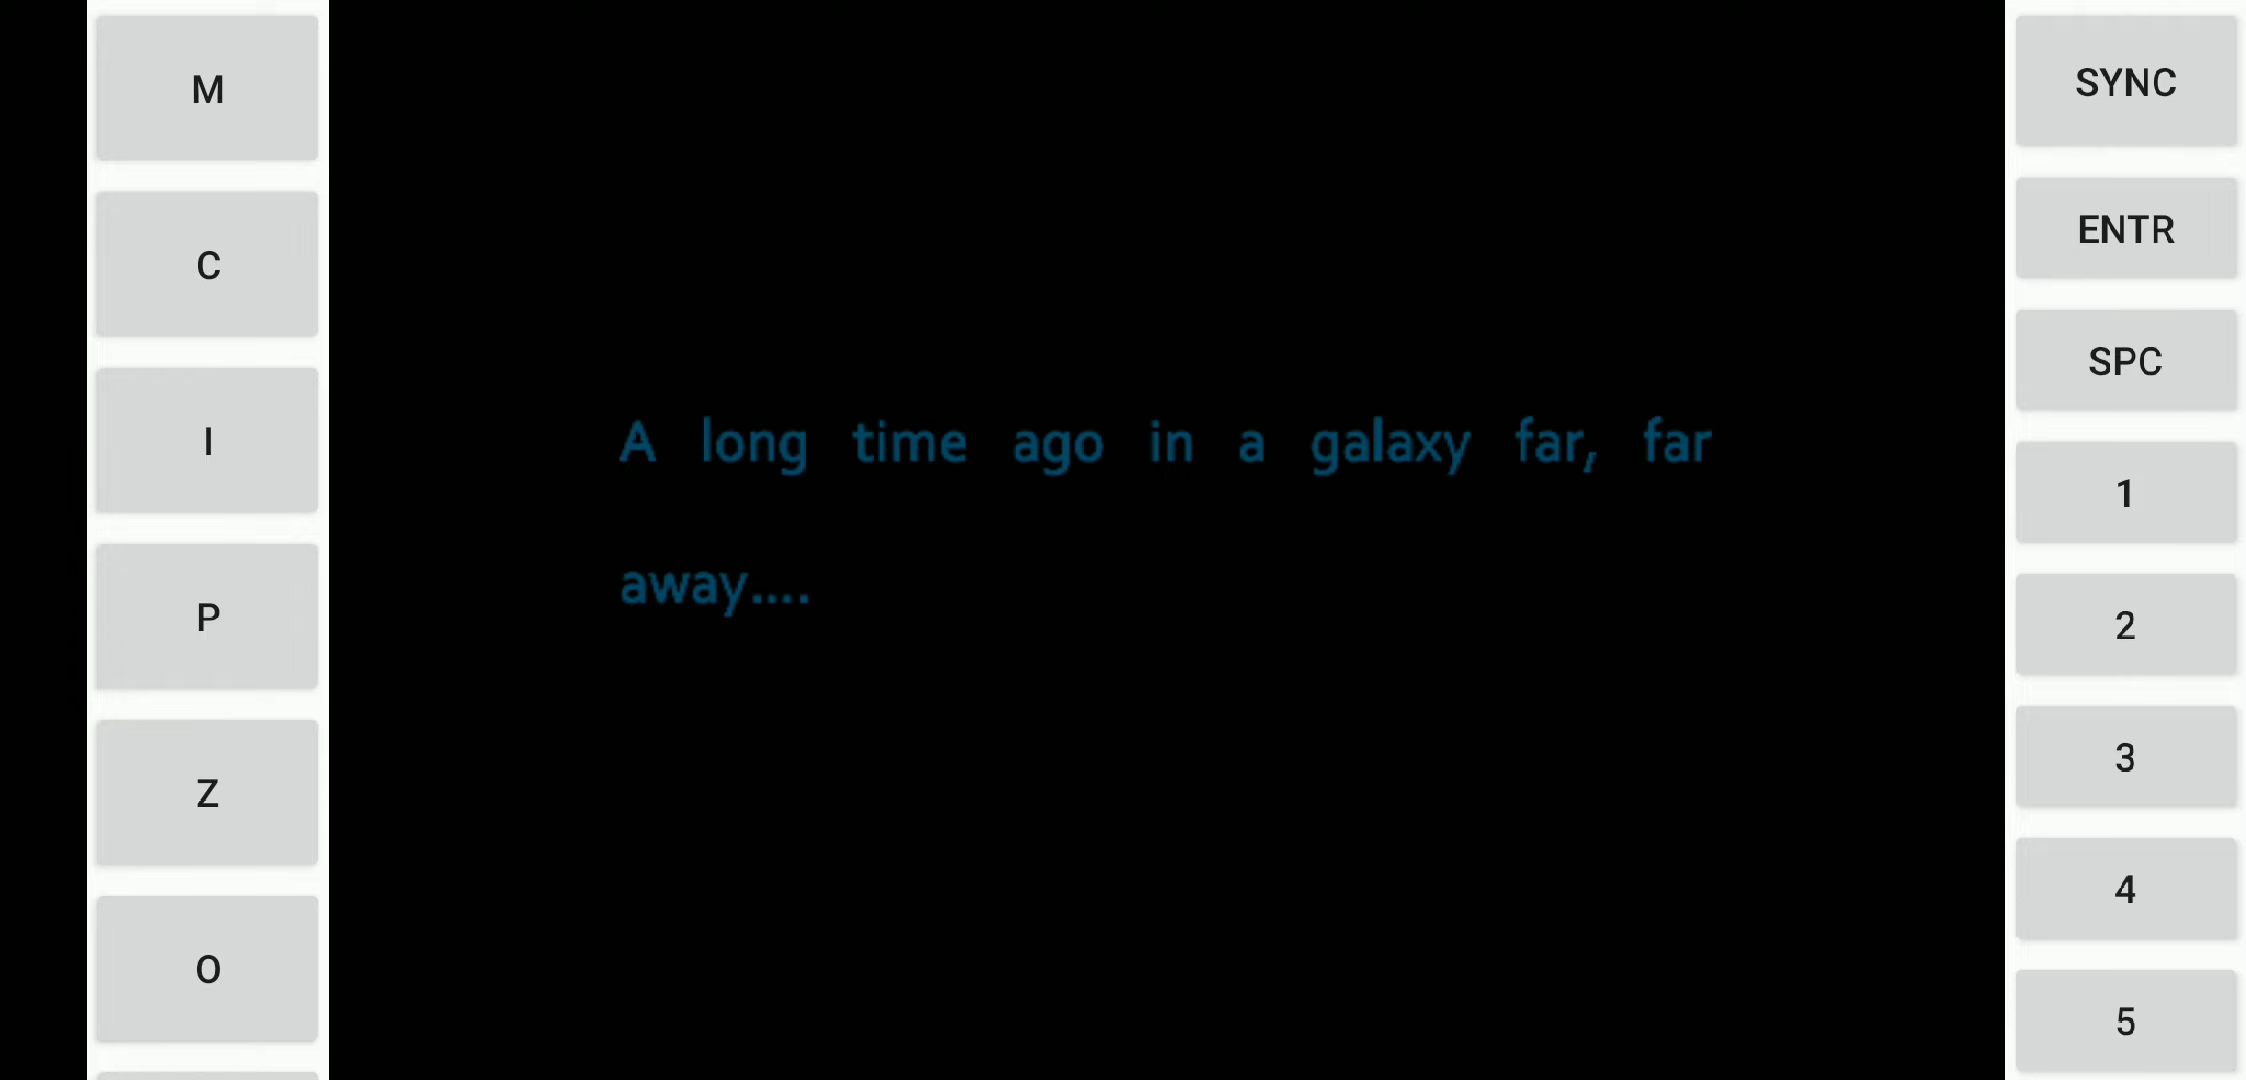 M
C
I
P
Z
O
A long time ago in a galaxy far, far
away....
SYNC
ENTR
SPC
1
2
3
4
5